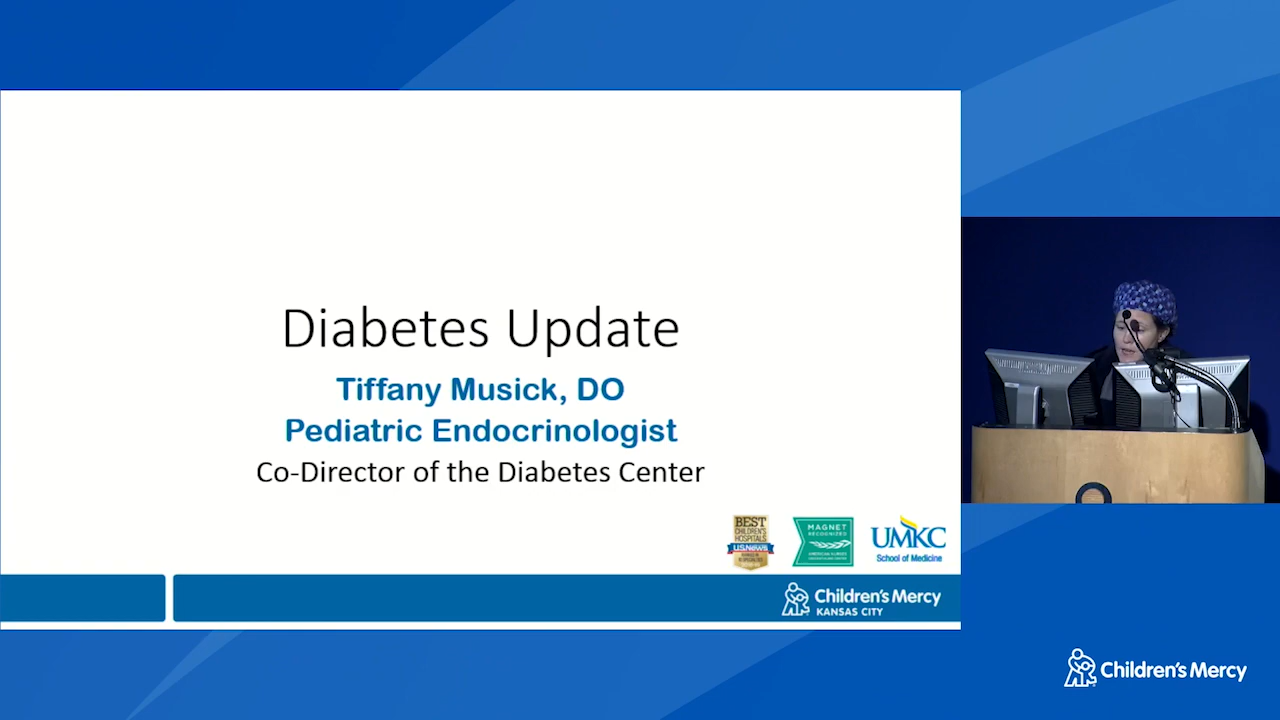 Diabetes Update
Tiffany Musick, DO
Pediatric Endocrinologist
Co-Director of the Diabetes Center
BEST
CHILDREN'S
HOSPITALS
U.S.News
MAGNET
RECOGNIZED
UMKC
School of Medicine
Children's Mercy
KANSAS CITY
Children's Mercy